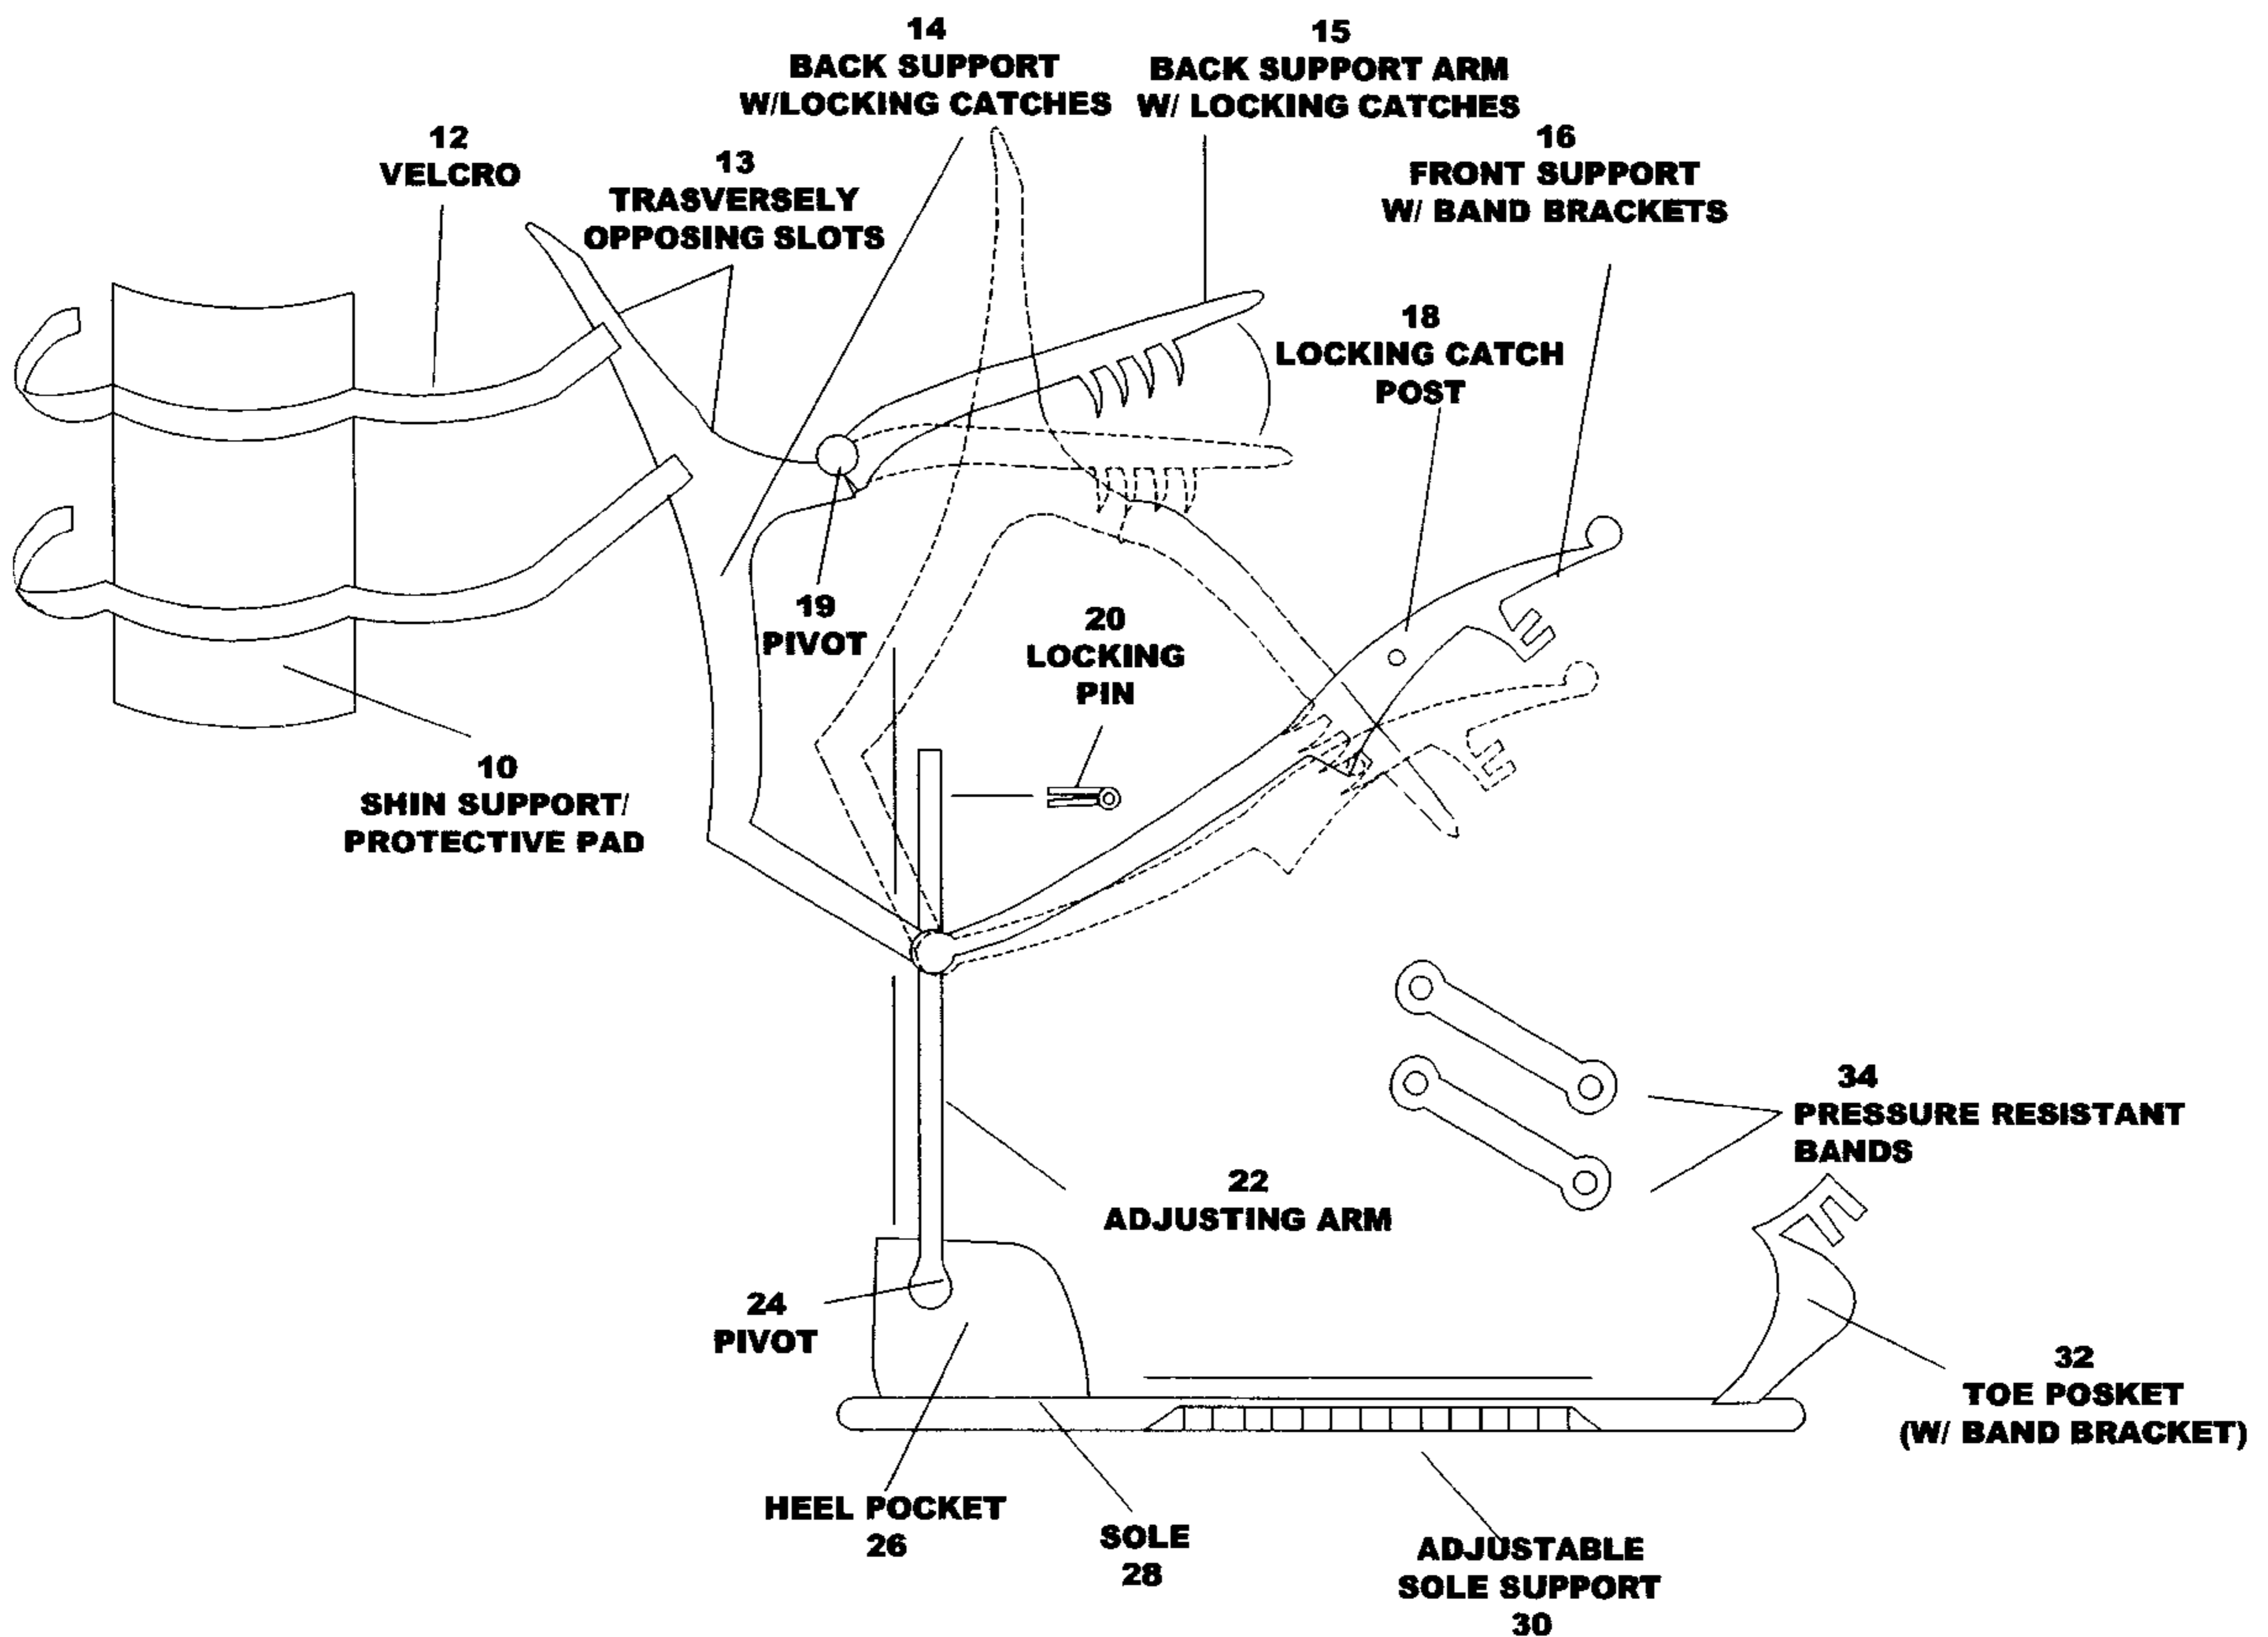 14
BACK SUPPORT
W/LOCKING CATCHES
15
BACK SUPPORT ARM
W/ LOCKING CATCHES
12
VELCRO
13
TRASVERSELY
OPPOSING SLOTS
16
FRONT SUPPORT
W/ BAND BRACKETS
18
LOCKING CATCH
POST
19
PIVOT
20
LOCKING
PIN
10
SHIN SUPPORT/
PROTECTIVE PAD
34
PRESSURE RESISTANT
BANDS
22
ADJUSTING ARM
24
PIVOT
32
TOE POSKET
(W/ BAND BRACKET)
HEEL POCKET
26
SOLE
28
ADJUSTABLE
SOLE SUPPORT
30